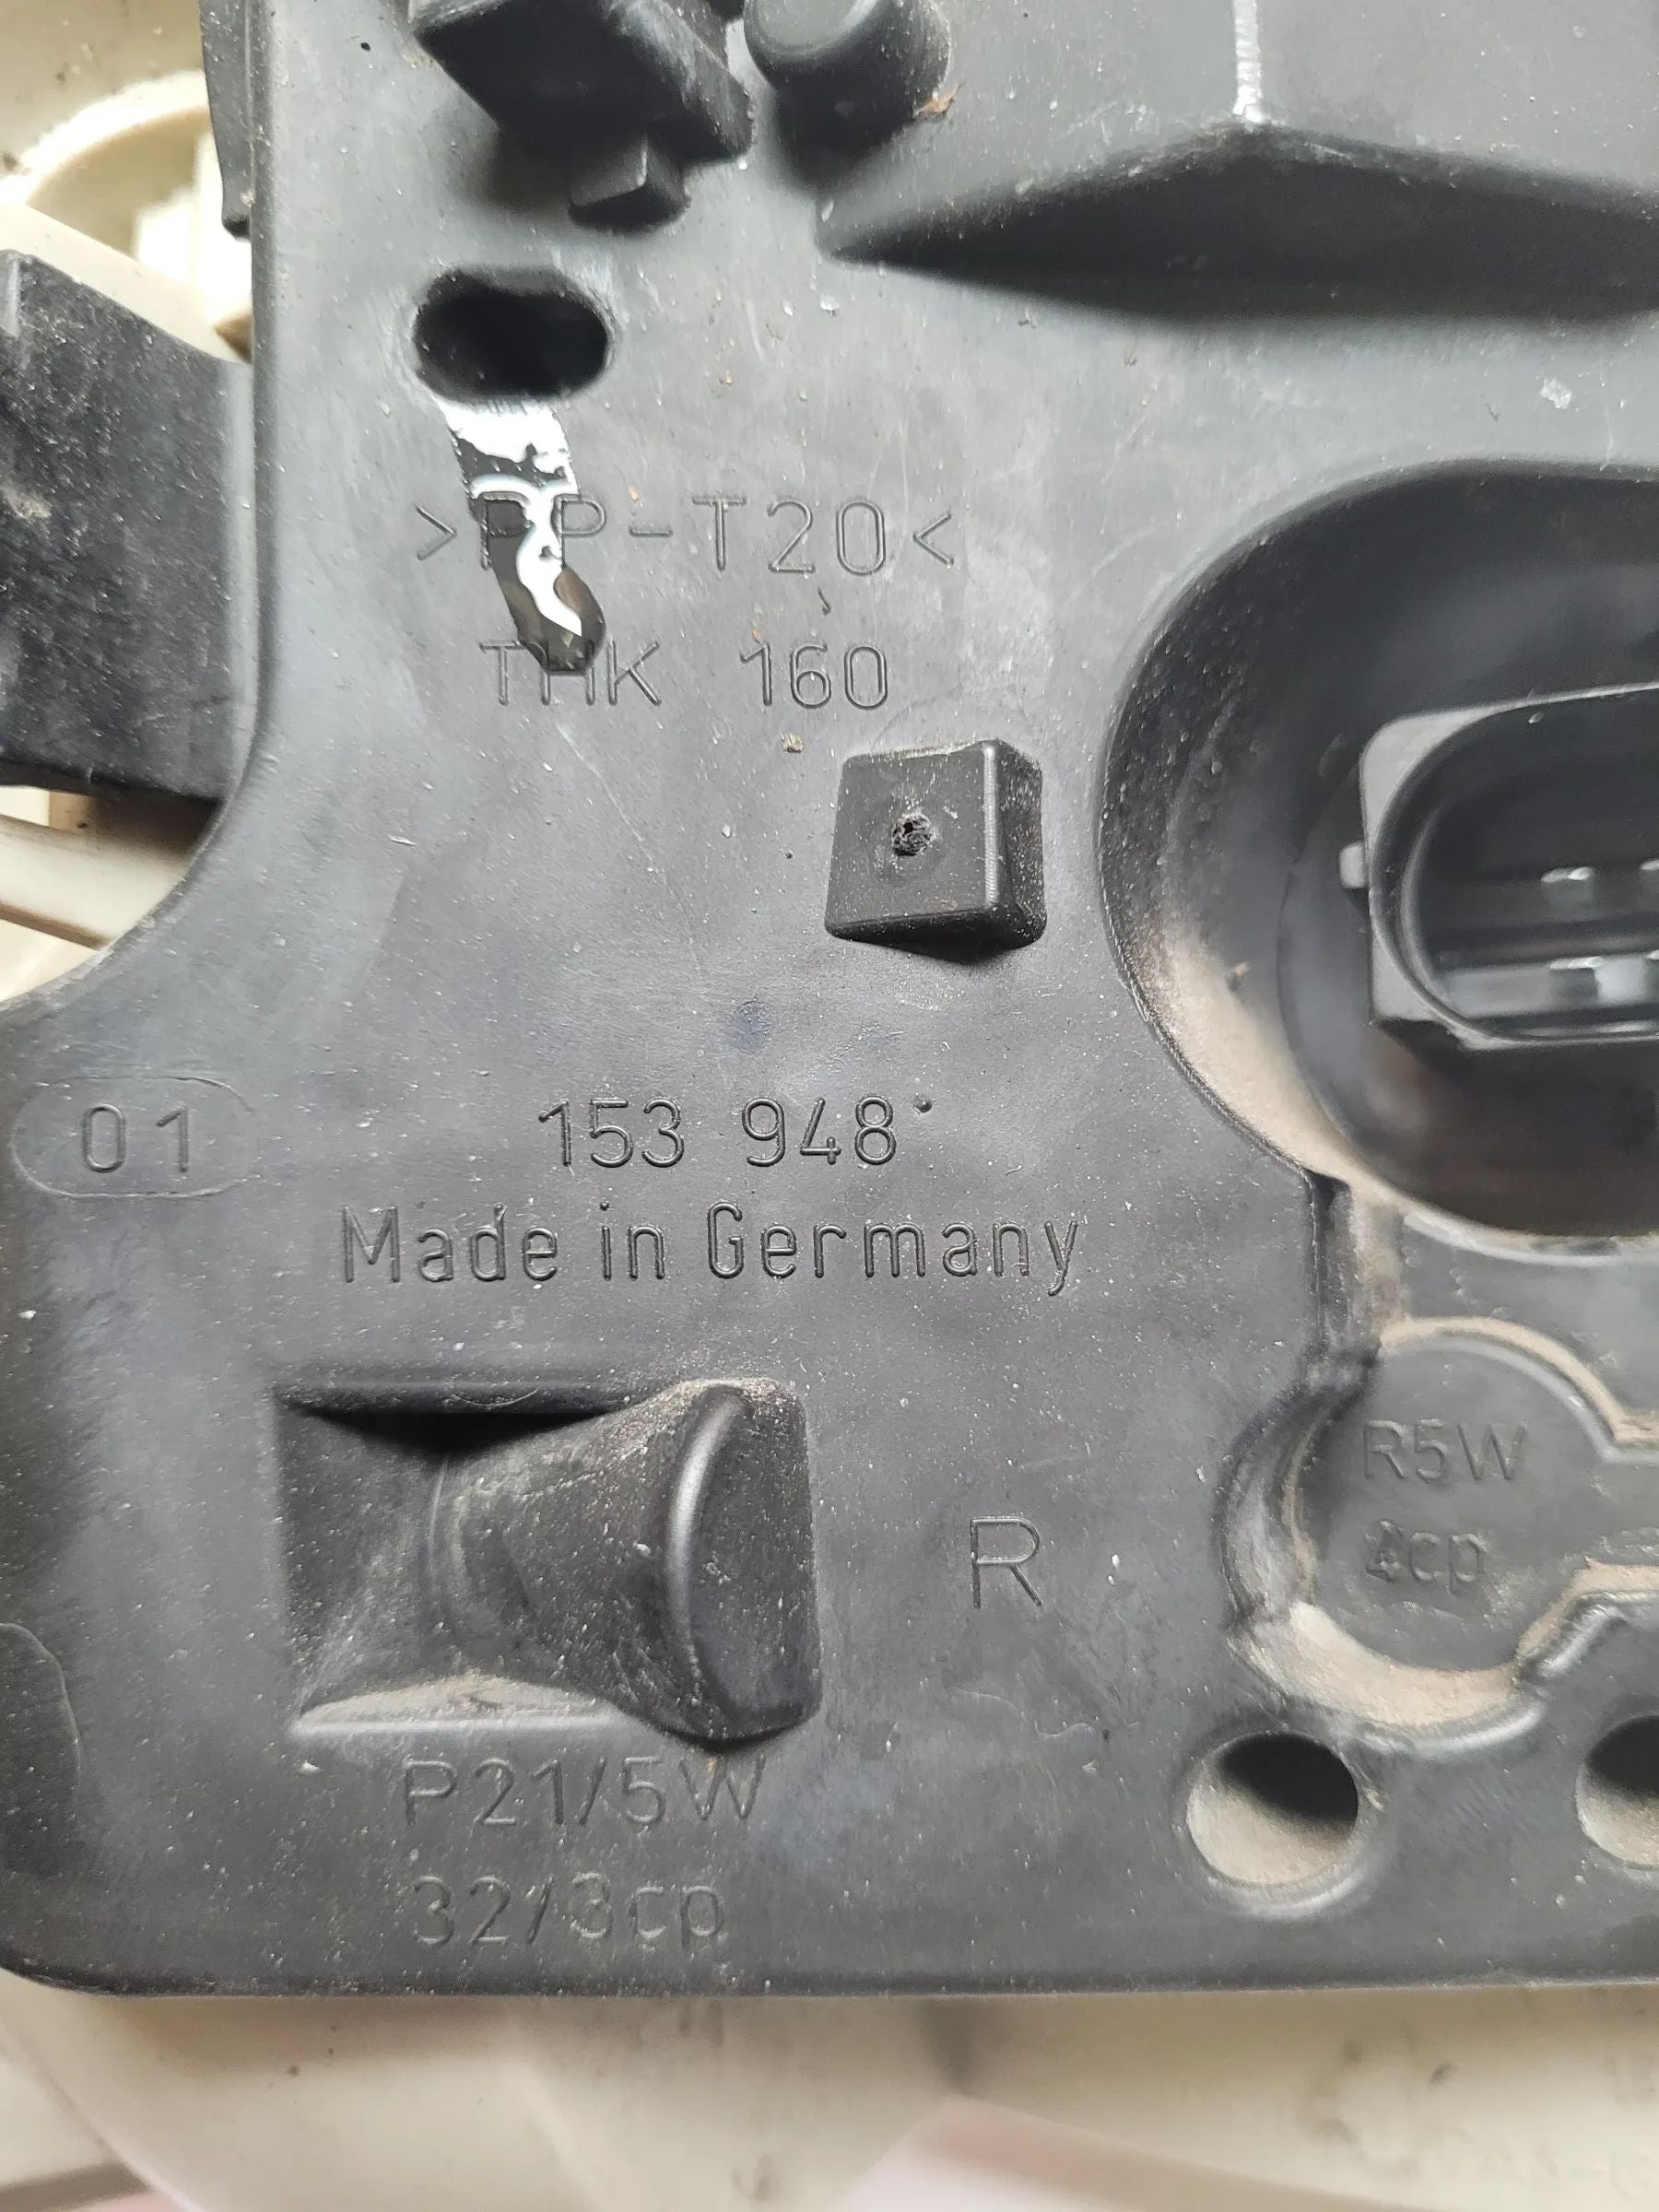 >PP-T20<
THK 160
01
153 948
Made in Germany
R5W
4cp
R
P21/5W
32/3cp